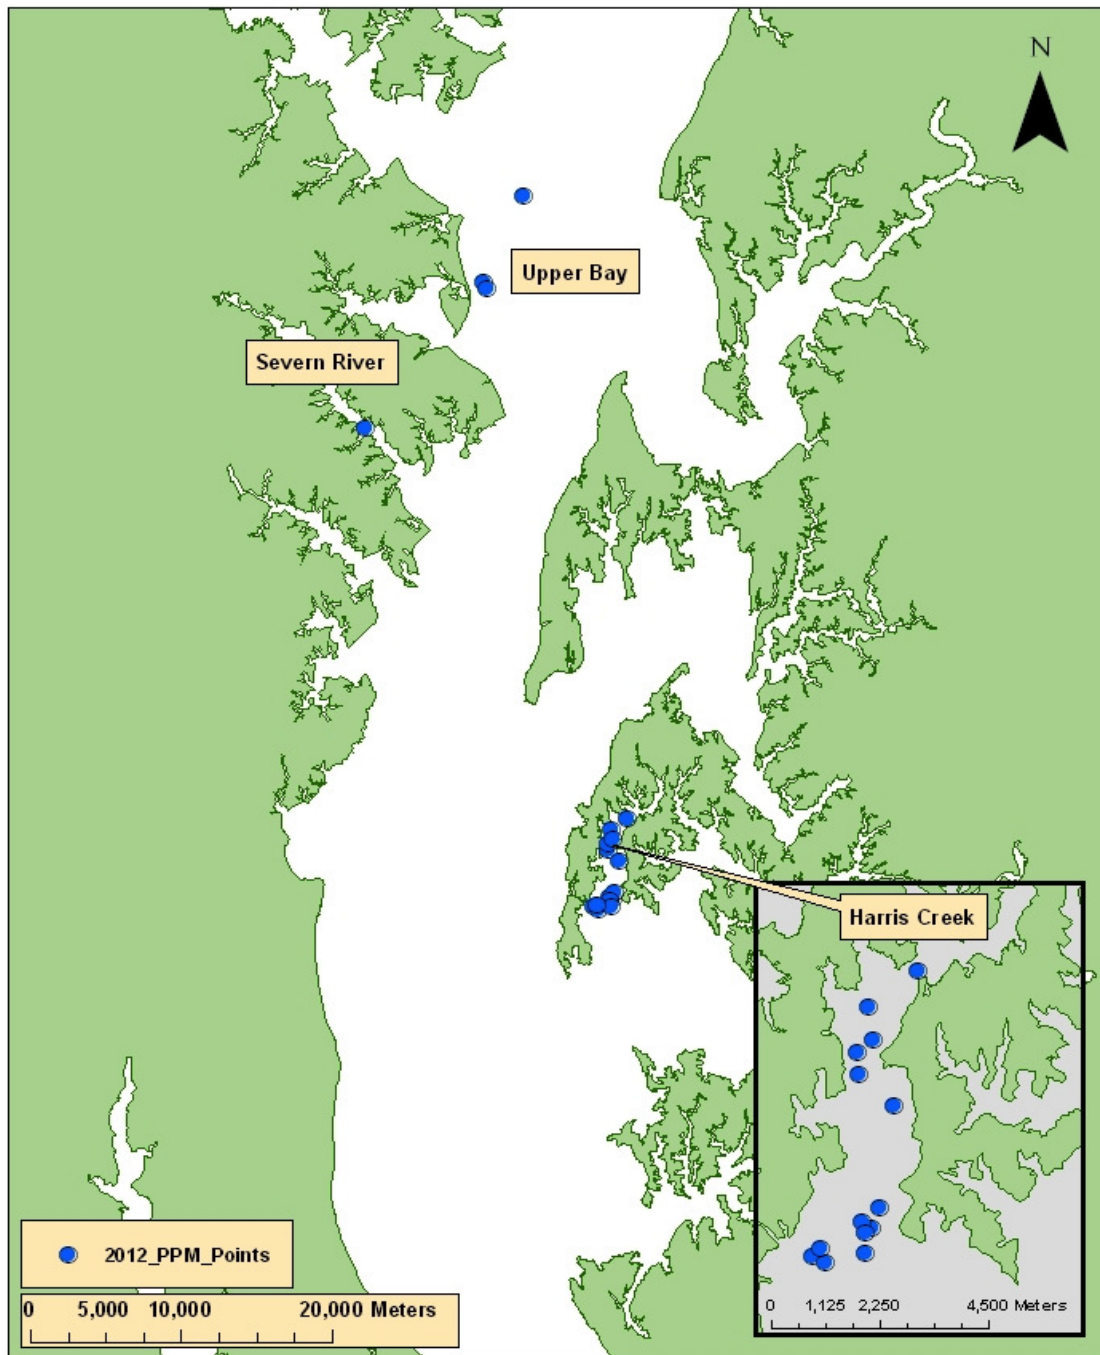 N
Upper Bay
Severn River
Harris Creek
2012_PPM_Points
0 5,000 10,000 20,000 Meters
0 1,125 2,250 4,500 Meters